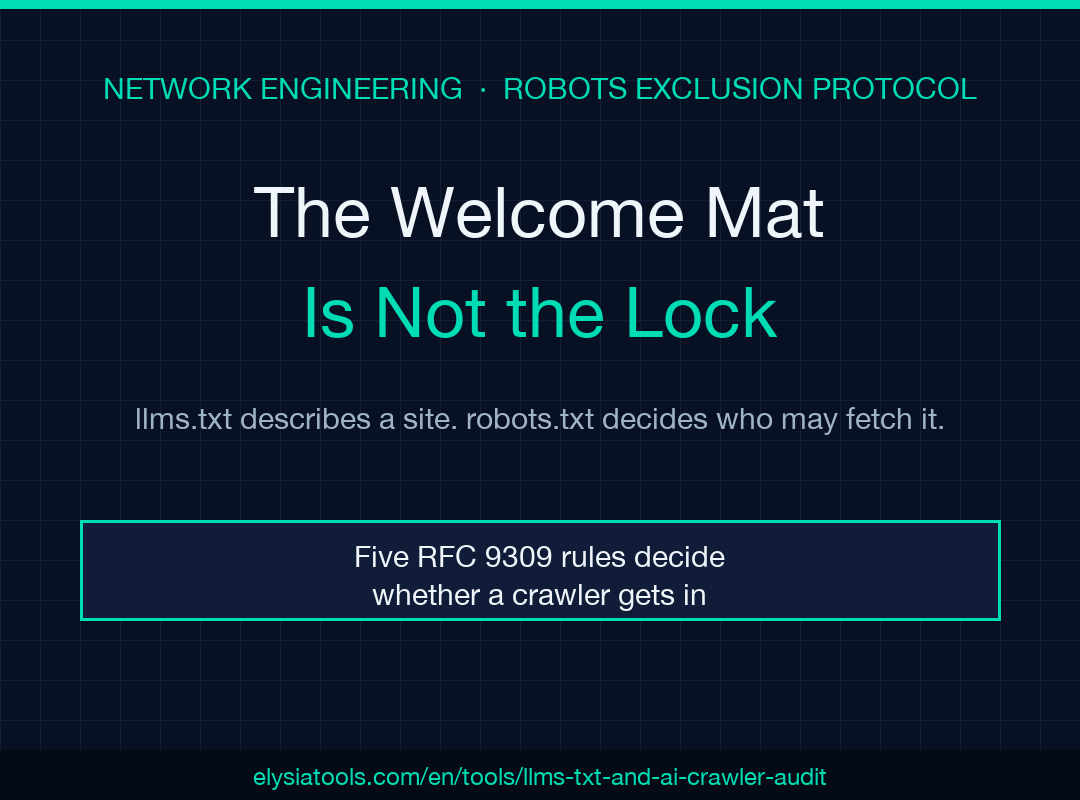 NETWORK ENGINEERING · ROBOTS EXCLUSION PROTOCOL
The Welcome Mat
Is Not the Lock
llms.txt describes a site. robots.txt decides who may fetch it.
Five RFC 9309 rules decide
whether a crawler gets in
elysiatools.com/en/tools/llms-txt-and-ai-crawler-audit